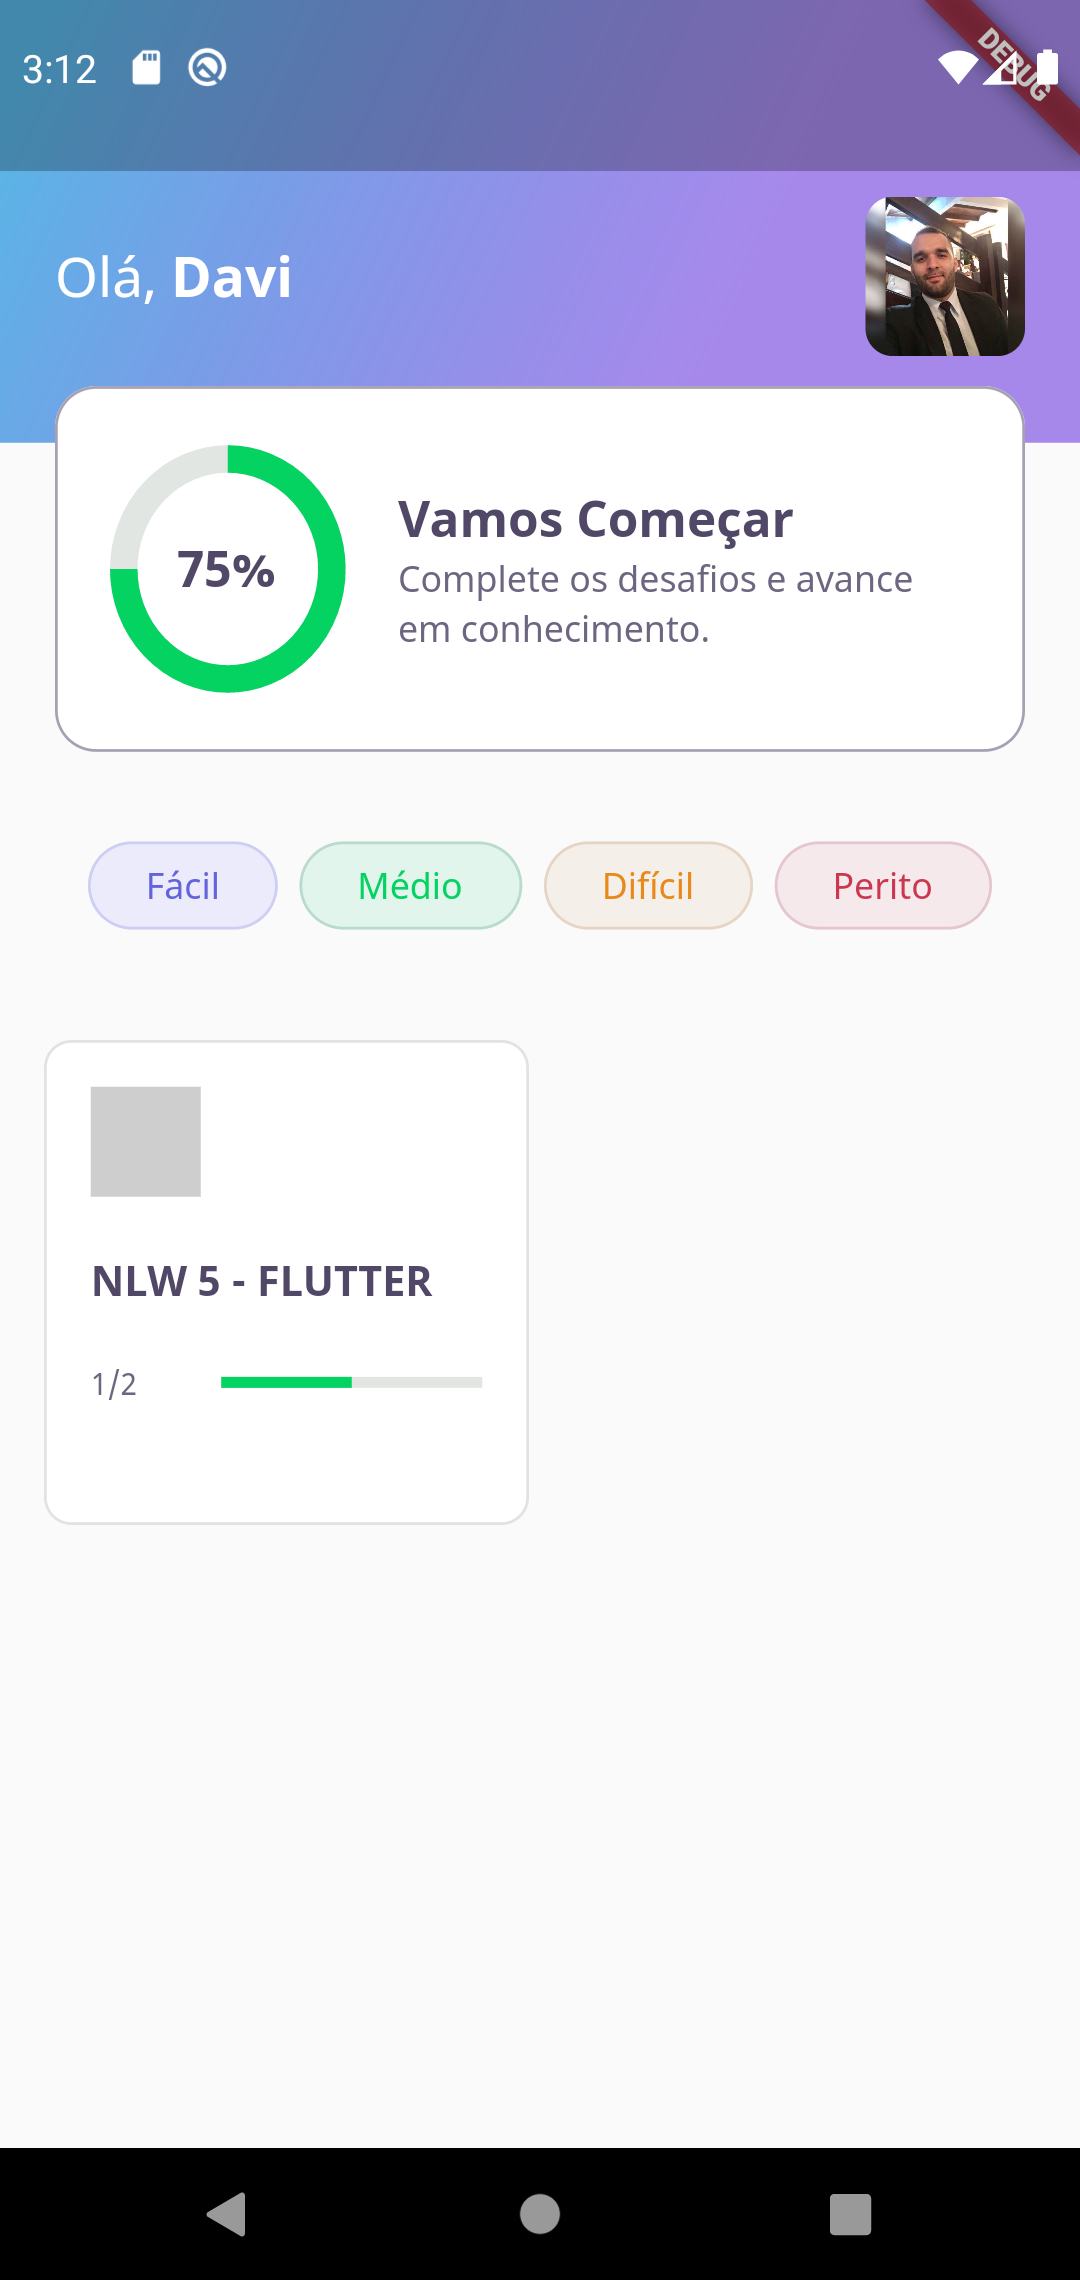 3:12
DEBUG
Olá, Davi
75%
Vamos Começar
Complete os desafios e avance
em conhecimento.
Fácil
Médio
Difícil
Perito
NLW 5 - FLUTTER
1/2